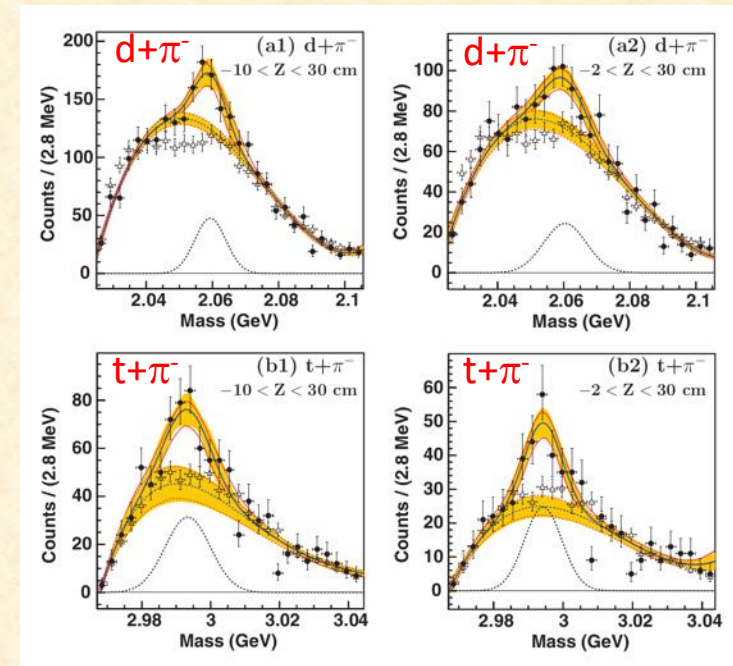 d+π⁻ (a1) d+π⁻
−10 < Z < 30 cm
Counts / (2.8 MeV)
200
150
100
50
0
2.04 2.06 2.08 2.1
Mass (GeV)
d+π⁻ (a2) d+π⁻
−2 < Z < 30 cm
Counts / (2.8 MeV)
100
80
60
40
20
0
2.04 2.06 2.08 2.1
Mass (GeV)
t+π⁻ (b1) t+π⁻
−10 < Z < 30 cm
Counts / (2.8 MeV)
80
60
40
20
0
2.98 3 3.02 3.04
Mass (GeV)
t+π⁻ (b2) t+π⁻
−2 < Z < 30 cm
Counts / (2.8 MeV)
60
50
40
30
20
10
0
2.98 3 3.02 3.04
Mass (GeV)